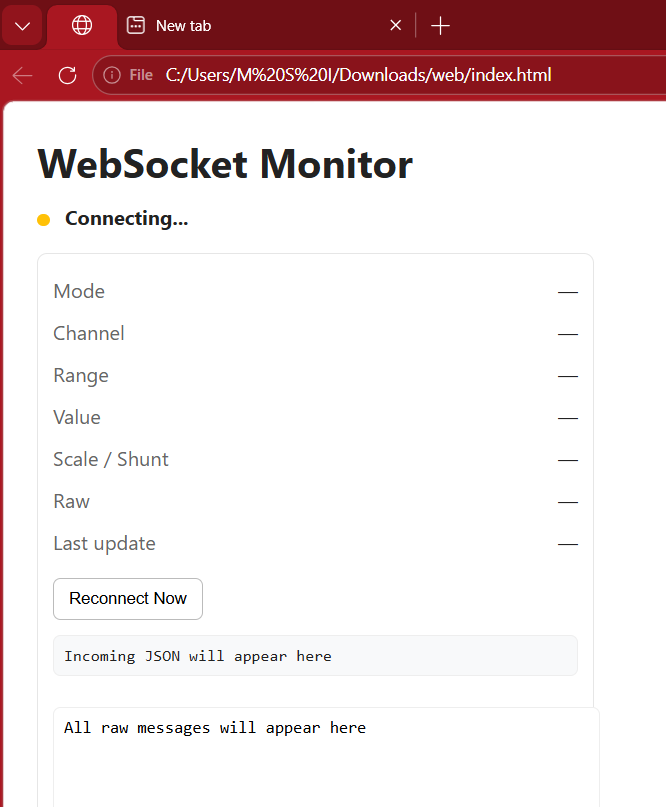 New tab
File C:/Users/M%20S%20I/Downloads/web/index.html
WebSocket Monitor
Connecting...
Mode —
Channel —
Range —
Value —
Scale / Shunt —
Raw —
Last update —
Reconnect Now
Incoming JSON will appear here
All raw messages will appear here